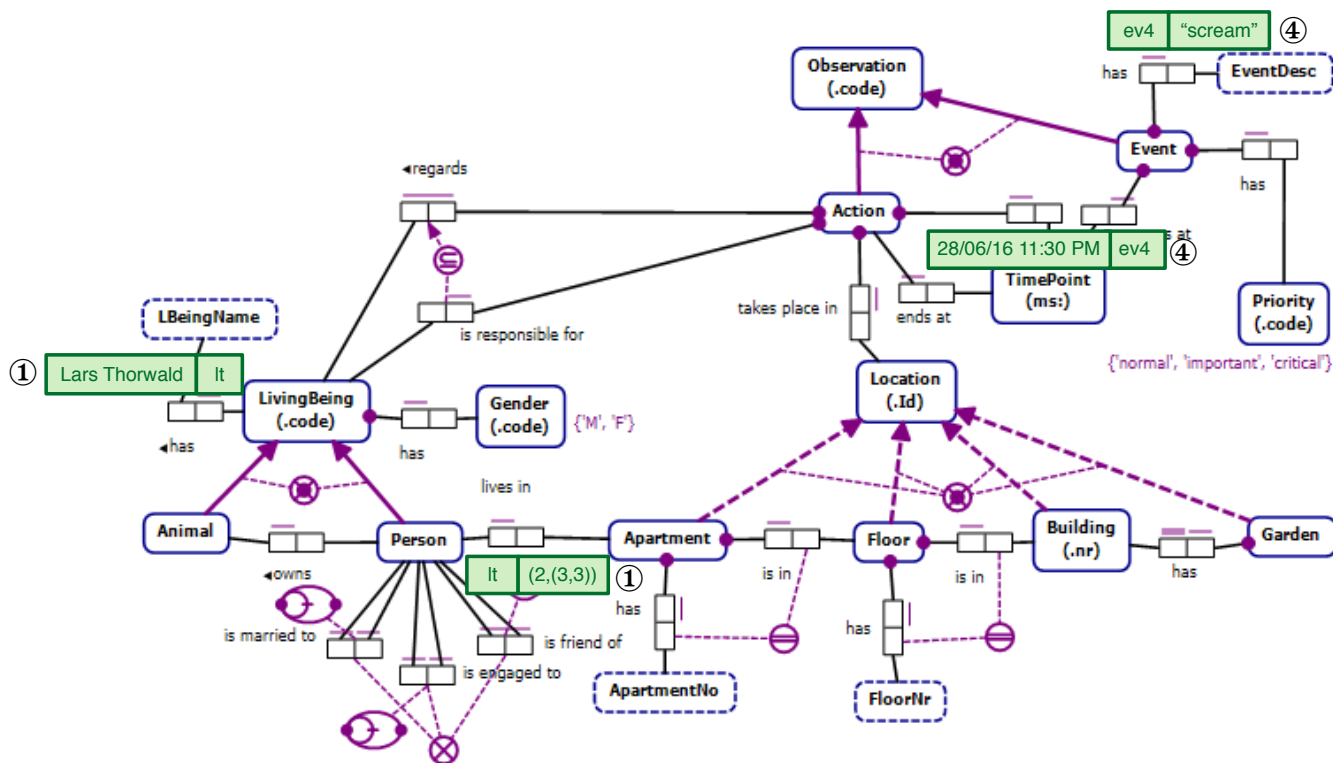 ev4 “scream” ④
Observation
(.code)
has
EventDesc
Event
◄regards
has
Action
28/06/16 11:30 PM ev4 ④
s at
TimePoint
(ms:)
takes place in
ends at
Priority
(.code)
LBeingName
is responsible for
{'normal', 'important', 'critical'}
① Lars Thorwald lt
LivingBeing
(.code)
Gender
(.code)
{'M', 'F'}
Location
(.Id)
◄has
has
lives in
Animal
Person
Apartment
Floor
Building
(.nr)
Garden
◄owns
is in
is in
has
lt (2,(3,3)) ①
has
has
is married to
is friend of
is engaged to
ApartmentNo
FloorNr